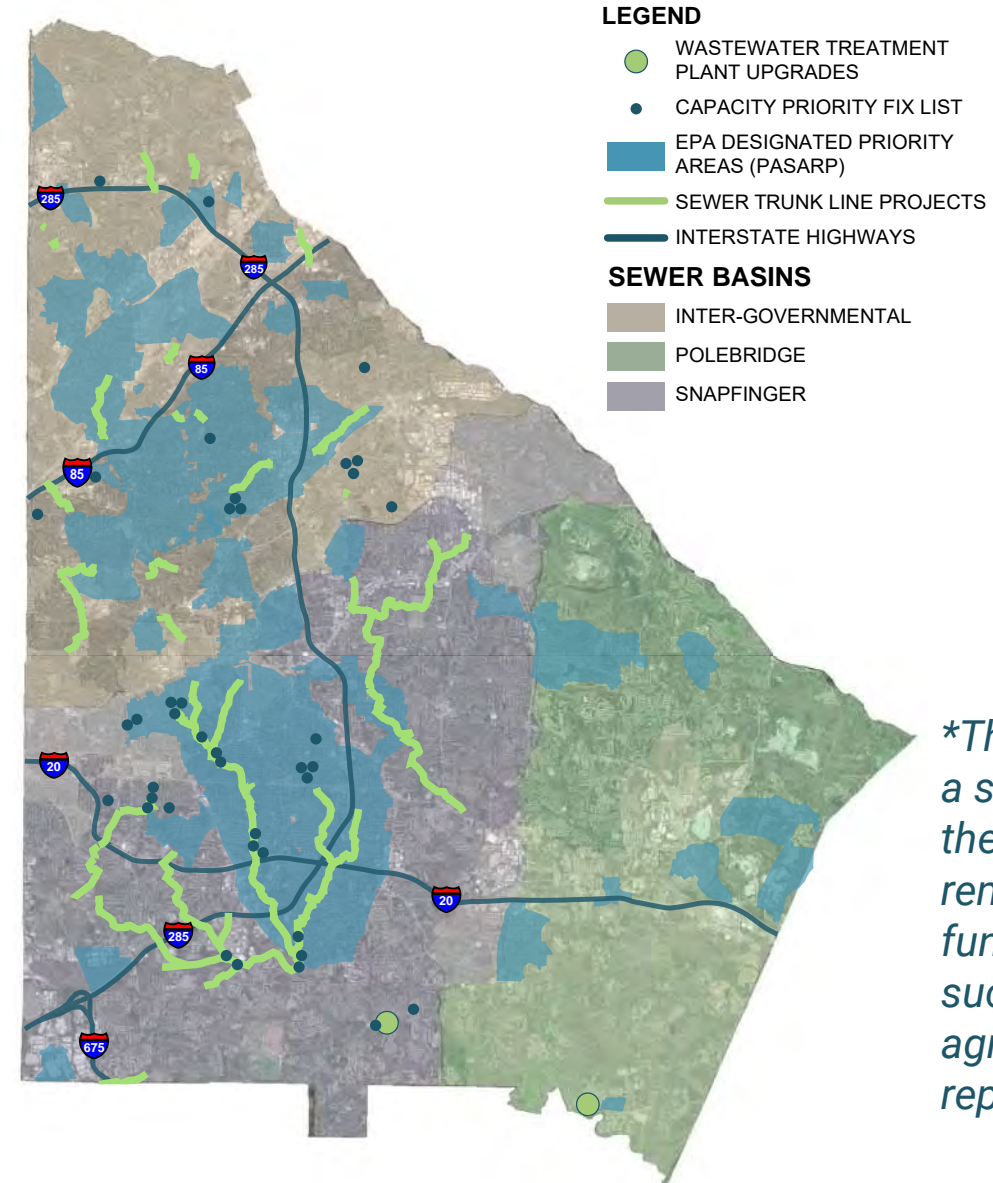 LEGEND
WASTEWATER TREATMENT
PLANT UPGRADES
CAPACITY PRIORITY FIX LIST
EPA DESIGNATED PRIORITY
AREAS (PASARP)
SEWER TRUNK LINE PROJECTS
INTERSTATE HIGHWAYS
SEWER BASINS
INTER-GOVERNMENTAL
POLEBRIDGE
SNAPFINGER
285
285
85
85
20
20
285
675
*Th
a s
the
ren
fun
suc
agr
rep